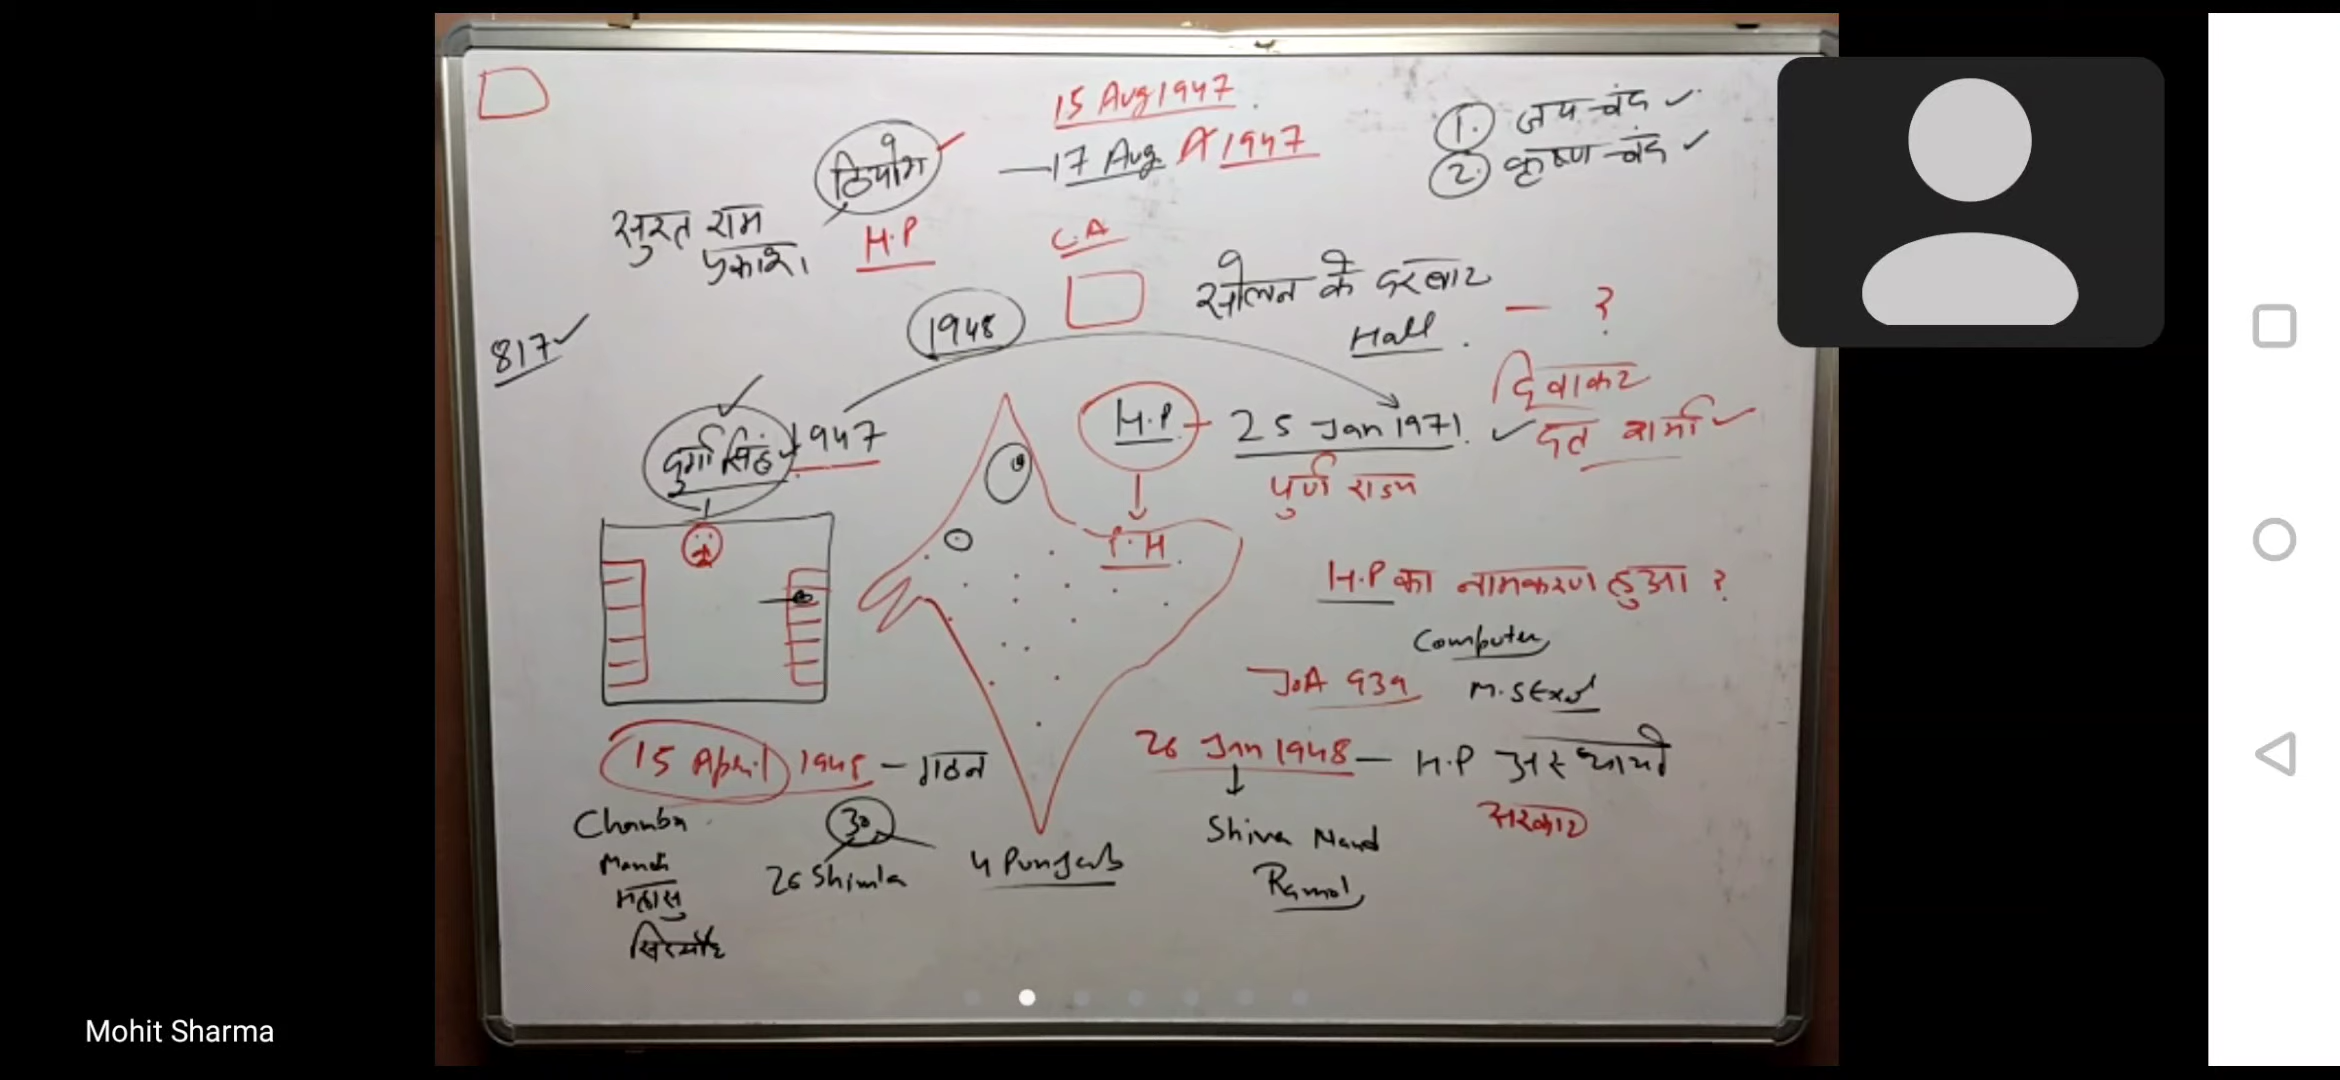 15 Aug 1947
ठियोग
17 Aug 1947
1. जय चंद
2. कृष्ण चंद
सुरत राम
प्रकाश
H.P
C.A
सोलन के दरबार
Hall
— ?
1948
817
दिवाकर
दत्त शर्मा
दुर्गा सिंह
1947
H.P - 25 Jan 1971
पुर्ण राज्य
P.H
H.P का नामकरण हुआ ?
Computer
JOA 939
26 Jan 1948 — H.P अस्थायी
सरकार
15 April 1948 — गठन
Chamba
Mandi
महासु
सिरमौर
30
26 Shimla
4 Punjab
Shiva Nand
Ramol
Mohit Sharma